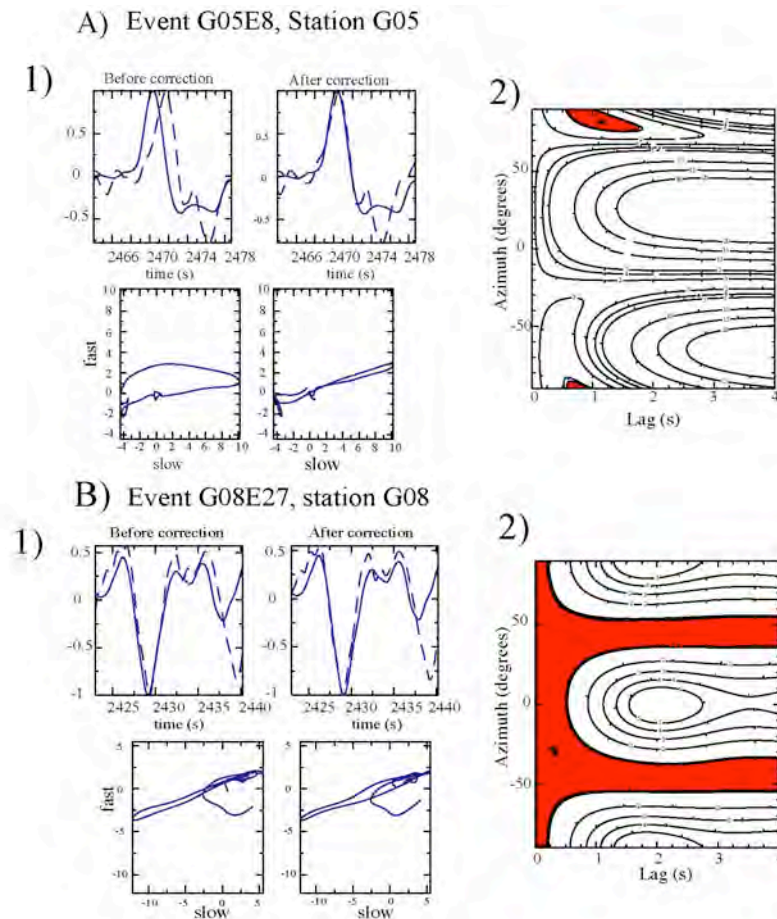 A) Event G05E8, Station G05
1)
Before correction
After correction
2)
0.5
0
-0.5
0.5
0
-0.5
2466 2470 2474 2478
time (s)
2466 2470 2474 2478
time (s)
Azimuth (degrees)
50
0
-50
0 1 2 3 4
Lag (s)
fast
10
8
6
4
2
0
-2
-4
10
8
6
4
2
0
-2
-4
-4 -2 0 2 4 6 8 10
slow
-4 -2 0 2 4 6 8 10
slow
B) Event G08E27, station G08
1)
Before correction
After correction
2)
0.5
0
-0.5
-1
0.5
0
-0.5
-1
2425 2430 2435 2440
time (s)
2425 2430 2435 2440
time (s)
Azimuth (degrees)
50
0
-50
0 1 2 3 4
Lag (s)
fast
5
0
-5
-10
5
0
-5
-10
-10 -5 0 5
slow
-10 -5 0 5
slow